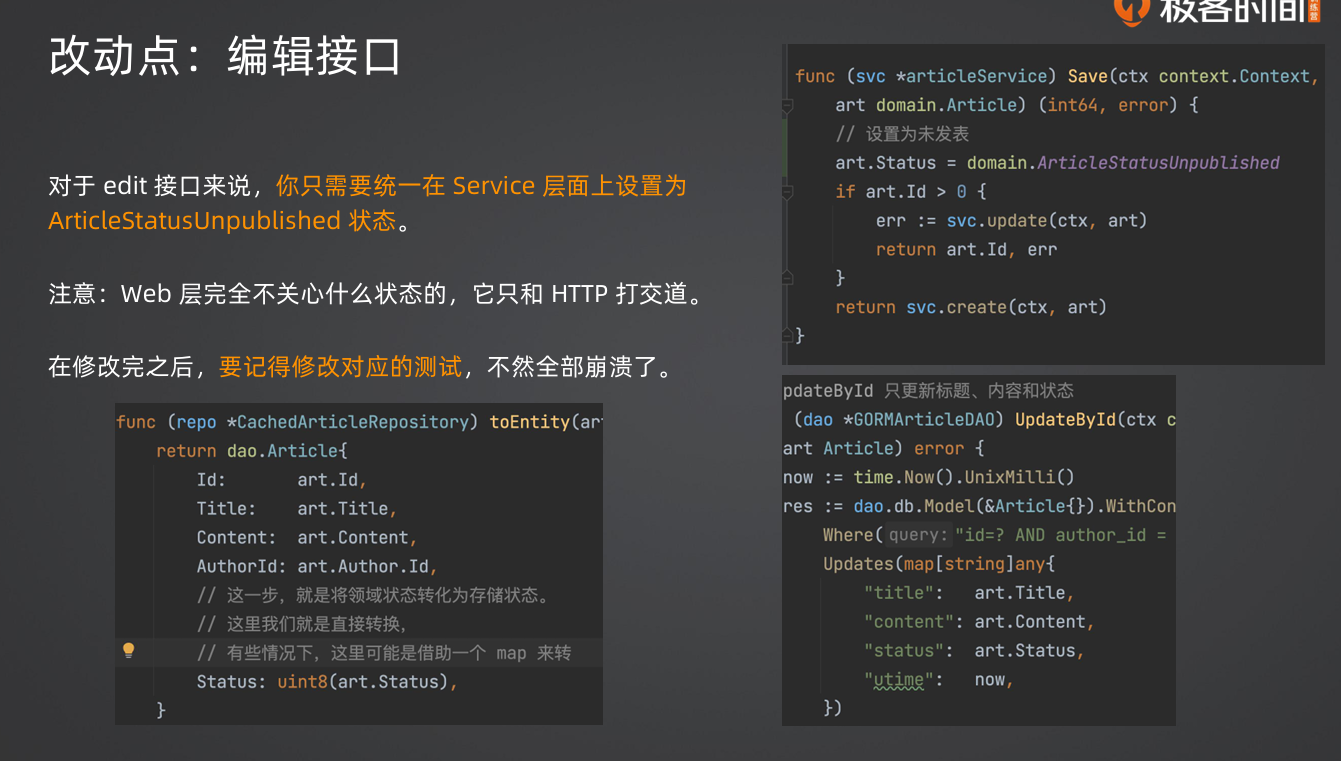 改动点：编辑接口
极客时间
对于 edit 接口来说，你只需要统一在 Service 层面上设置为
ArticleStatusUnpublished 状态。
注意：Web 层完全不关心什么状态的，它只和 HTTP 打交道。
在修改完之后，要记得修改对应的测试，不然全部崩溃了。
func (repo *CachedArticleRepository) toEntity(ar
return dao.Article{
Id: art.Id,
Title: art.Title,
Content: art.Content,
AuthorId: art.Author.Id,
// 这一步，就是将领域状态转化为存储状态。
// 这里我们就是直接转换，
// 有些情况下，这里可能是借助一个 map 来转
Status: uint8(art.Status),
}
func (svc *articleService) Save(ctx context.Context,
art domain.Article) (int64, error) {
// 设置为未发表
art.Status = domain.ArticleStatusUnpublished
if art.Id > 0 {
err := svc.update(ctx, art)
return art.Id, err
}
return svc.create(ctx, art)
}
pdateById 只更新标题、内容和状态
(dao *GORMArticleDAO) UpdateById(ctx c
art Article) error {
now := time.Now().UnixMilli()
res := dao.db.Model(&Article{}).WithCon
Where( query: "id=? AND author_id =
Updates(map[string]any{
"title": art.Title,
"content": art.Content,
"status": art.Status,
"utime": now,
})